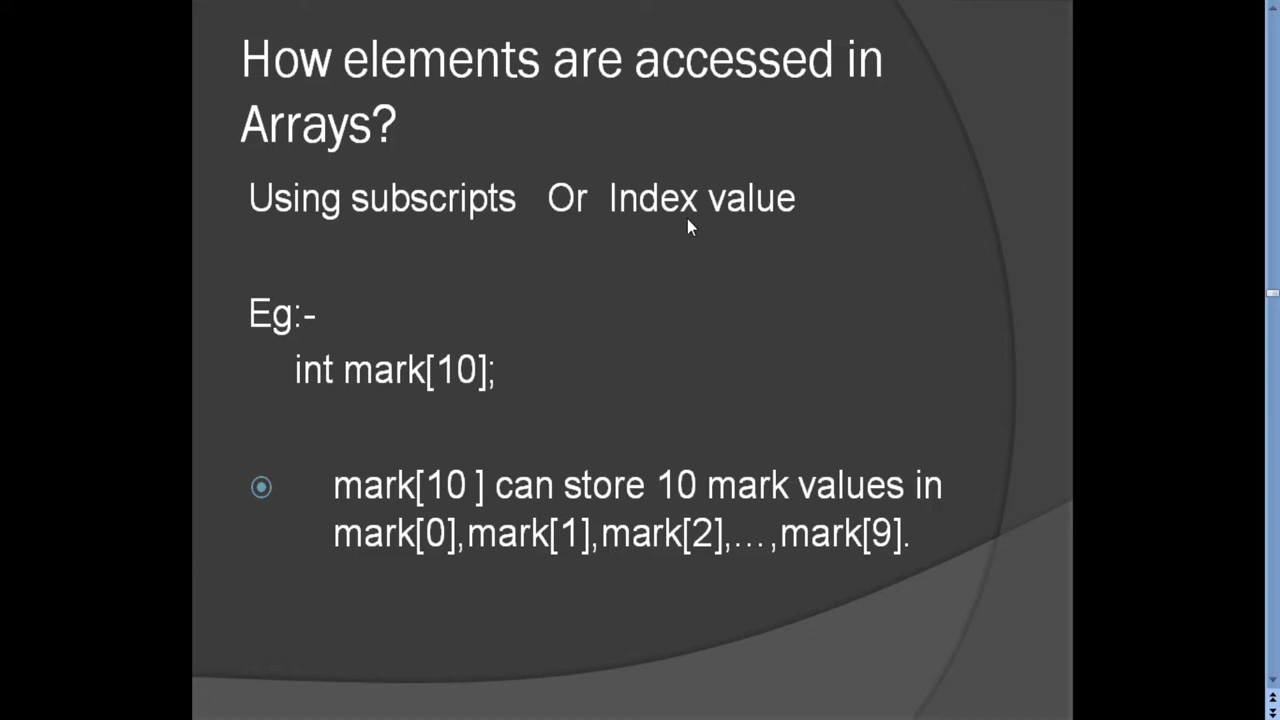 How elements are accessed in
Arrays?
Using subscripts Or Index value
Eg:-
int mark[10];
mark[10 ] can store 10 mark values in
mark[0],mark[1],mark[2],…,mark[9].